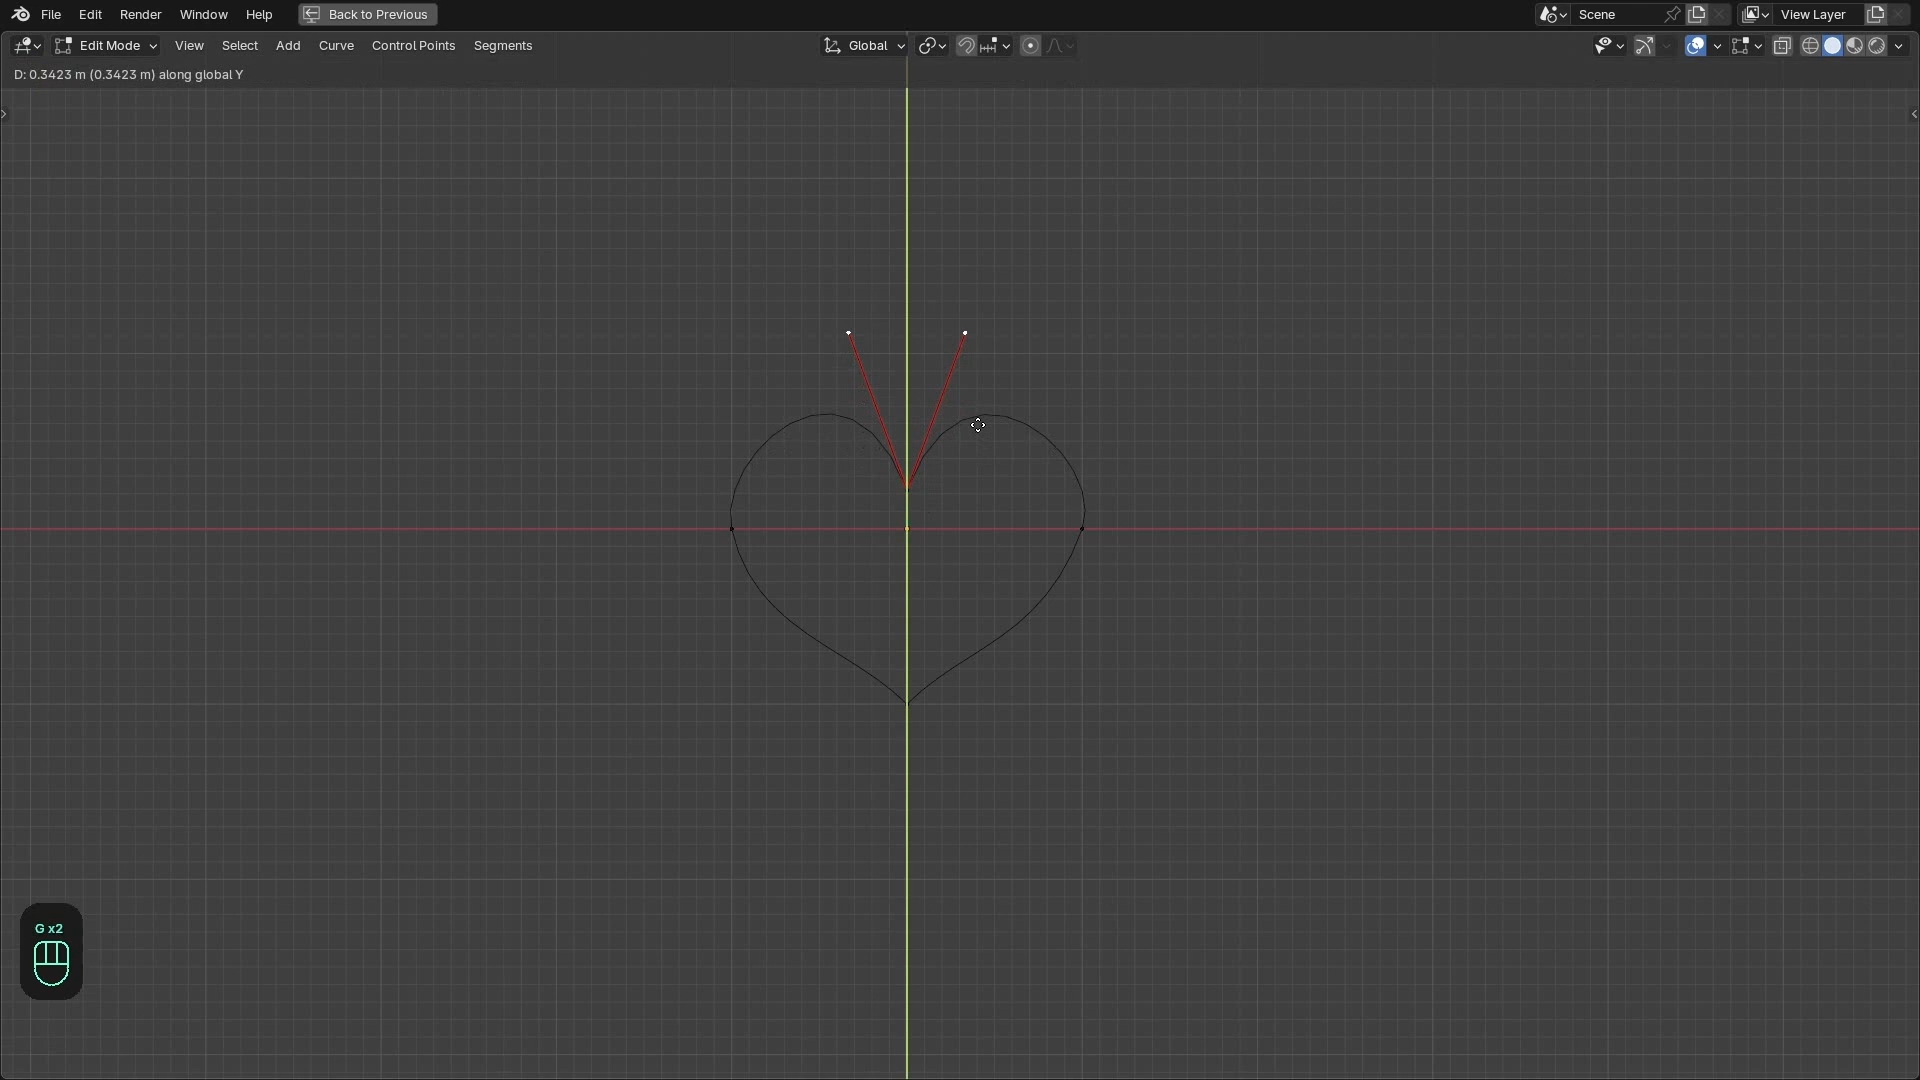 File Edit Render Window Help Back to Previous Scene View Layer
Edit Mode View Select Add Curve Control Points Segments Global
D: 0.3423 m (0.3423 m) along global Y
G x2